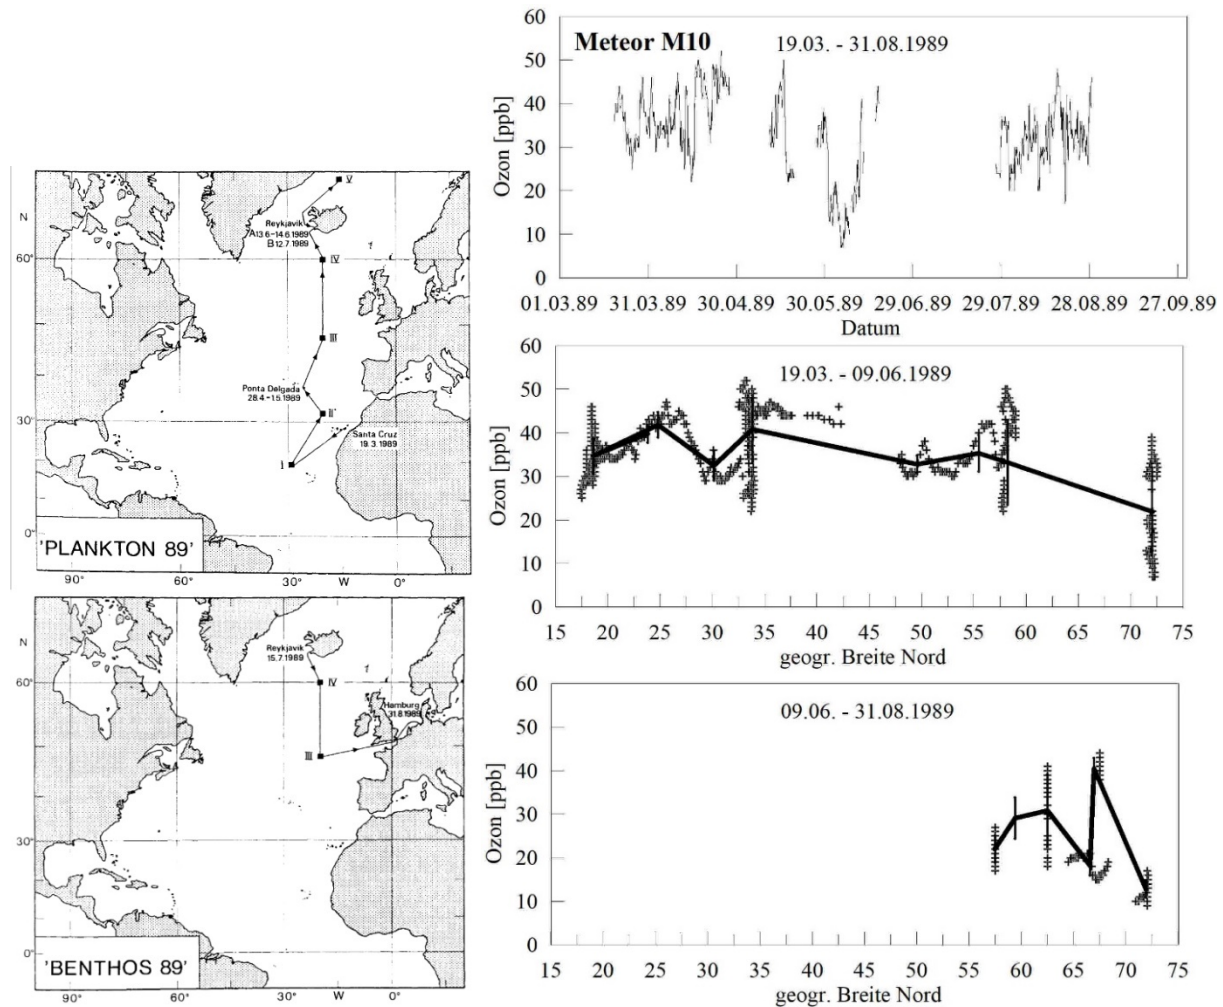 N
60°
30°
0°
90°
60°
30°
W
0°
V
Reykjavik
A13.6–14.6.1989
B 12.7.1989
IV
III
Ponta Delgada
28.4–1.5.1989
II'
Santa Cruz
19.3.1989
I
'PLANKTON 89'
N
60°
30°
0°
90°
60°
30°
W
0°
Reykjavik
15.7.1989
IV
Hamburg
31.8.1989
III
'BENTHOS 89'
Meteor M10
19.03. - 31.08.1989
Ozon [ppb]
60
50
40
30
20
10
0
01.03.89 31.03.89 30.04.89 30.05.89 29.06.89 29.07.89 28.08.89 27.09.89
Datum
19.03. - 09.06.1989
Ozon [ppb]
60
50
40
30
20
10
0
15 20 25 30 35 40 45 50 55 60 65 70 75
geogr. Breite Nord
09.06. - 31.08.1989
Ozon [ppb]
60
50
40
30
20
10
0
15 20 25 30 35 40 45 50 55 60 65 70 75
geogr. Breite Nord